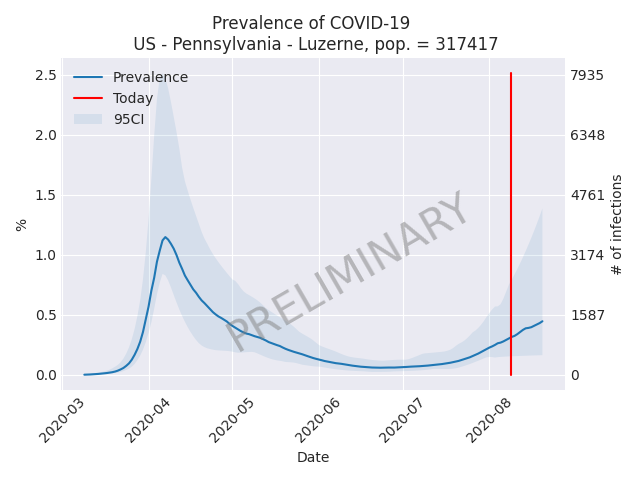 Prevalence of COVID-19
US - Pennsylvania - Luzerne, pop. = 317417
Prevalence
Today
95CI
PRELIMINARY
%
2.5
2.0
1.5
1.0
0.5
0.0
7935
6348
4761
3174
1587
0
# of infections
2020-03
2020-04
2020-05
2020-06
2020-07
2020-08
Date